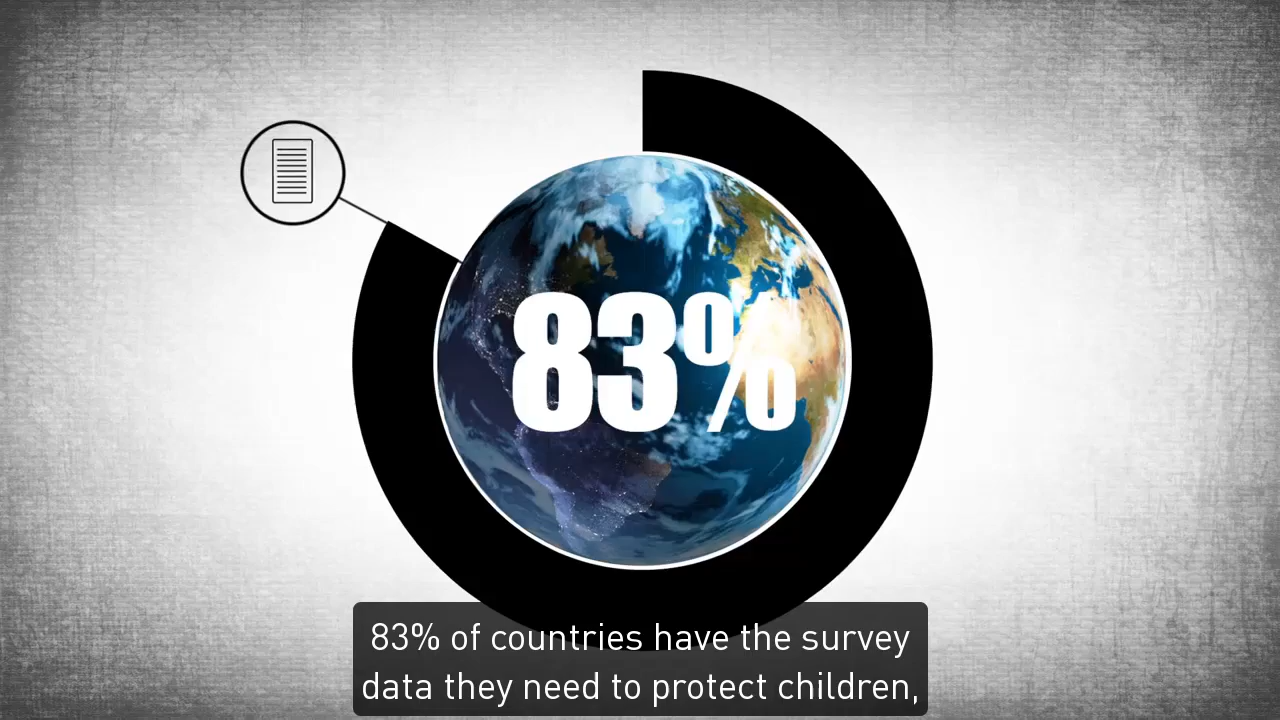 83%
83% of countries have the survey
data they need to protect children,